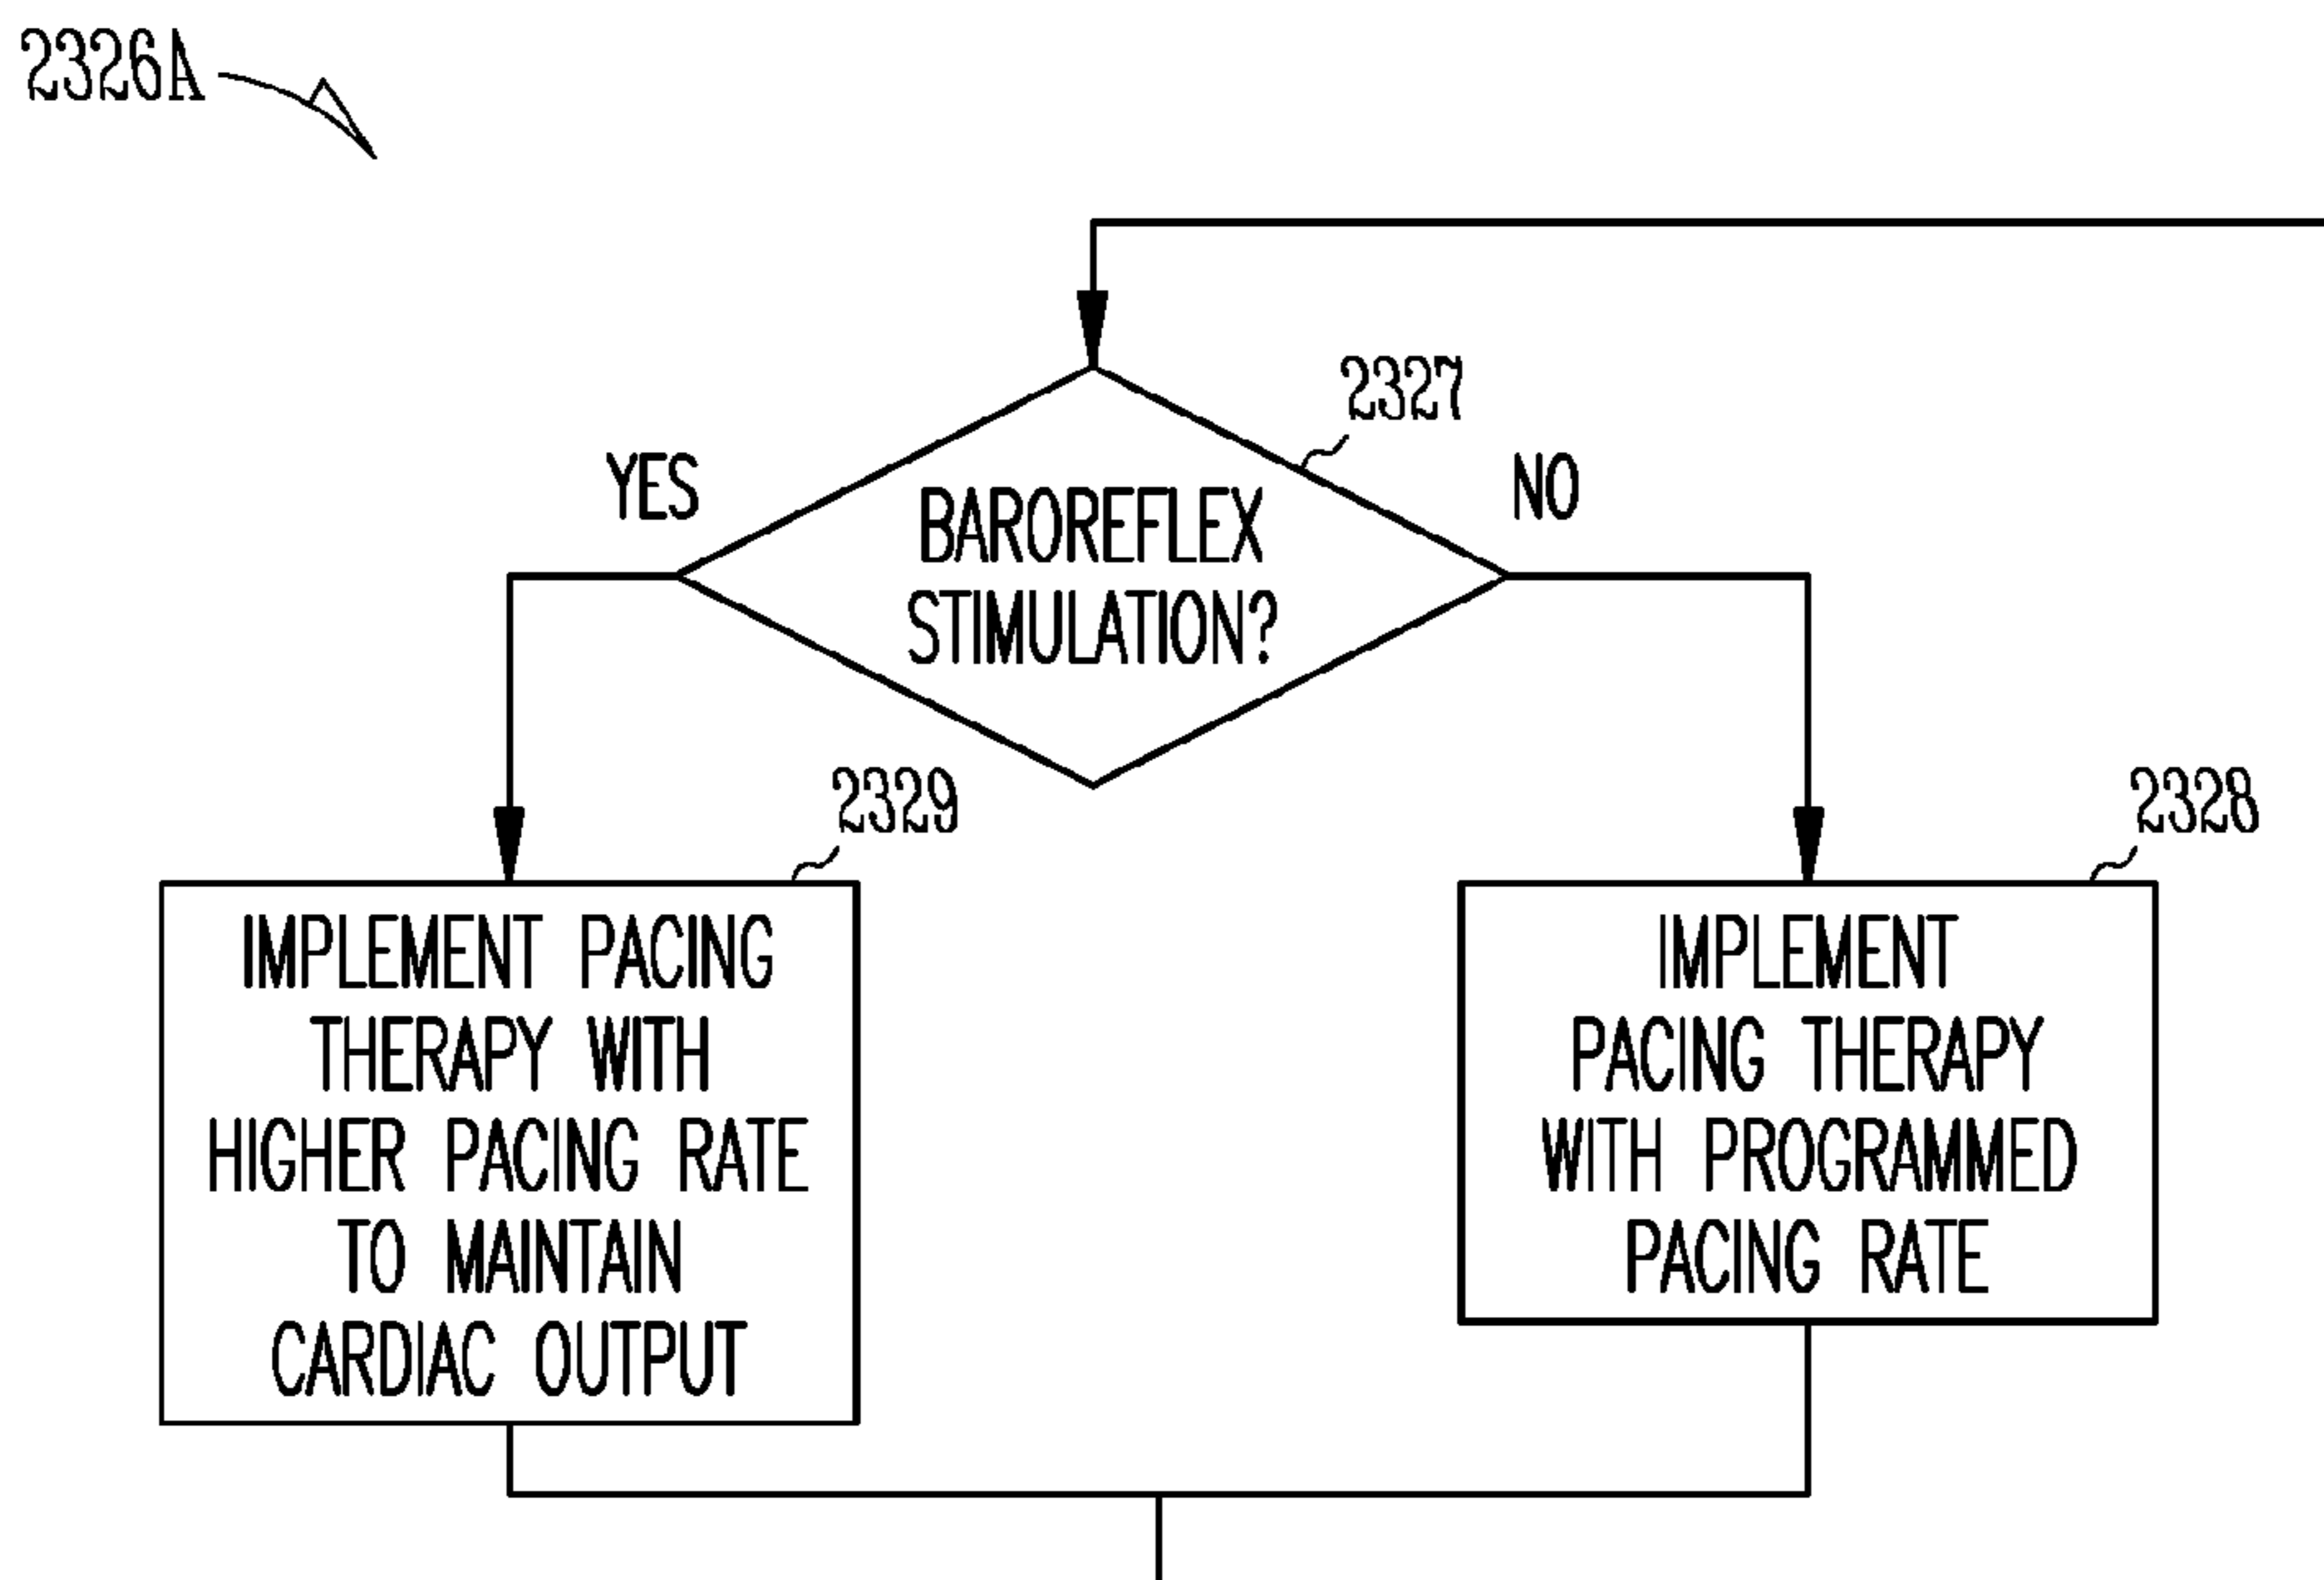 2326A
2327
YES
NO
BAROREFLEX
STIMULATION?
2329
2328
IMPLEMENT PACING
THERAPY WITH
HIGHER PACING RATE
TO MAINTAIN
CARDIAC OUTPUT
IMPLEMENT
PACING THERAPY
WITH PROGRAMMED
PACING RATE